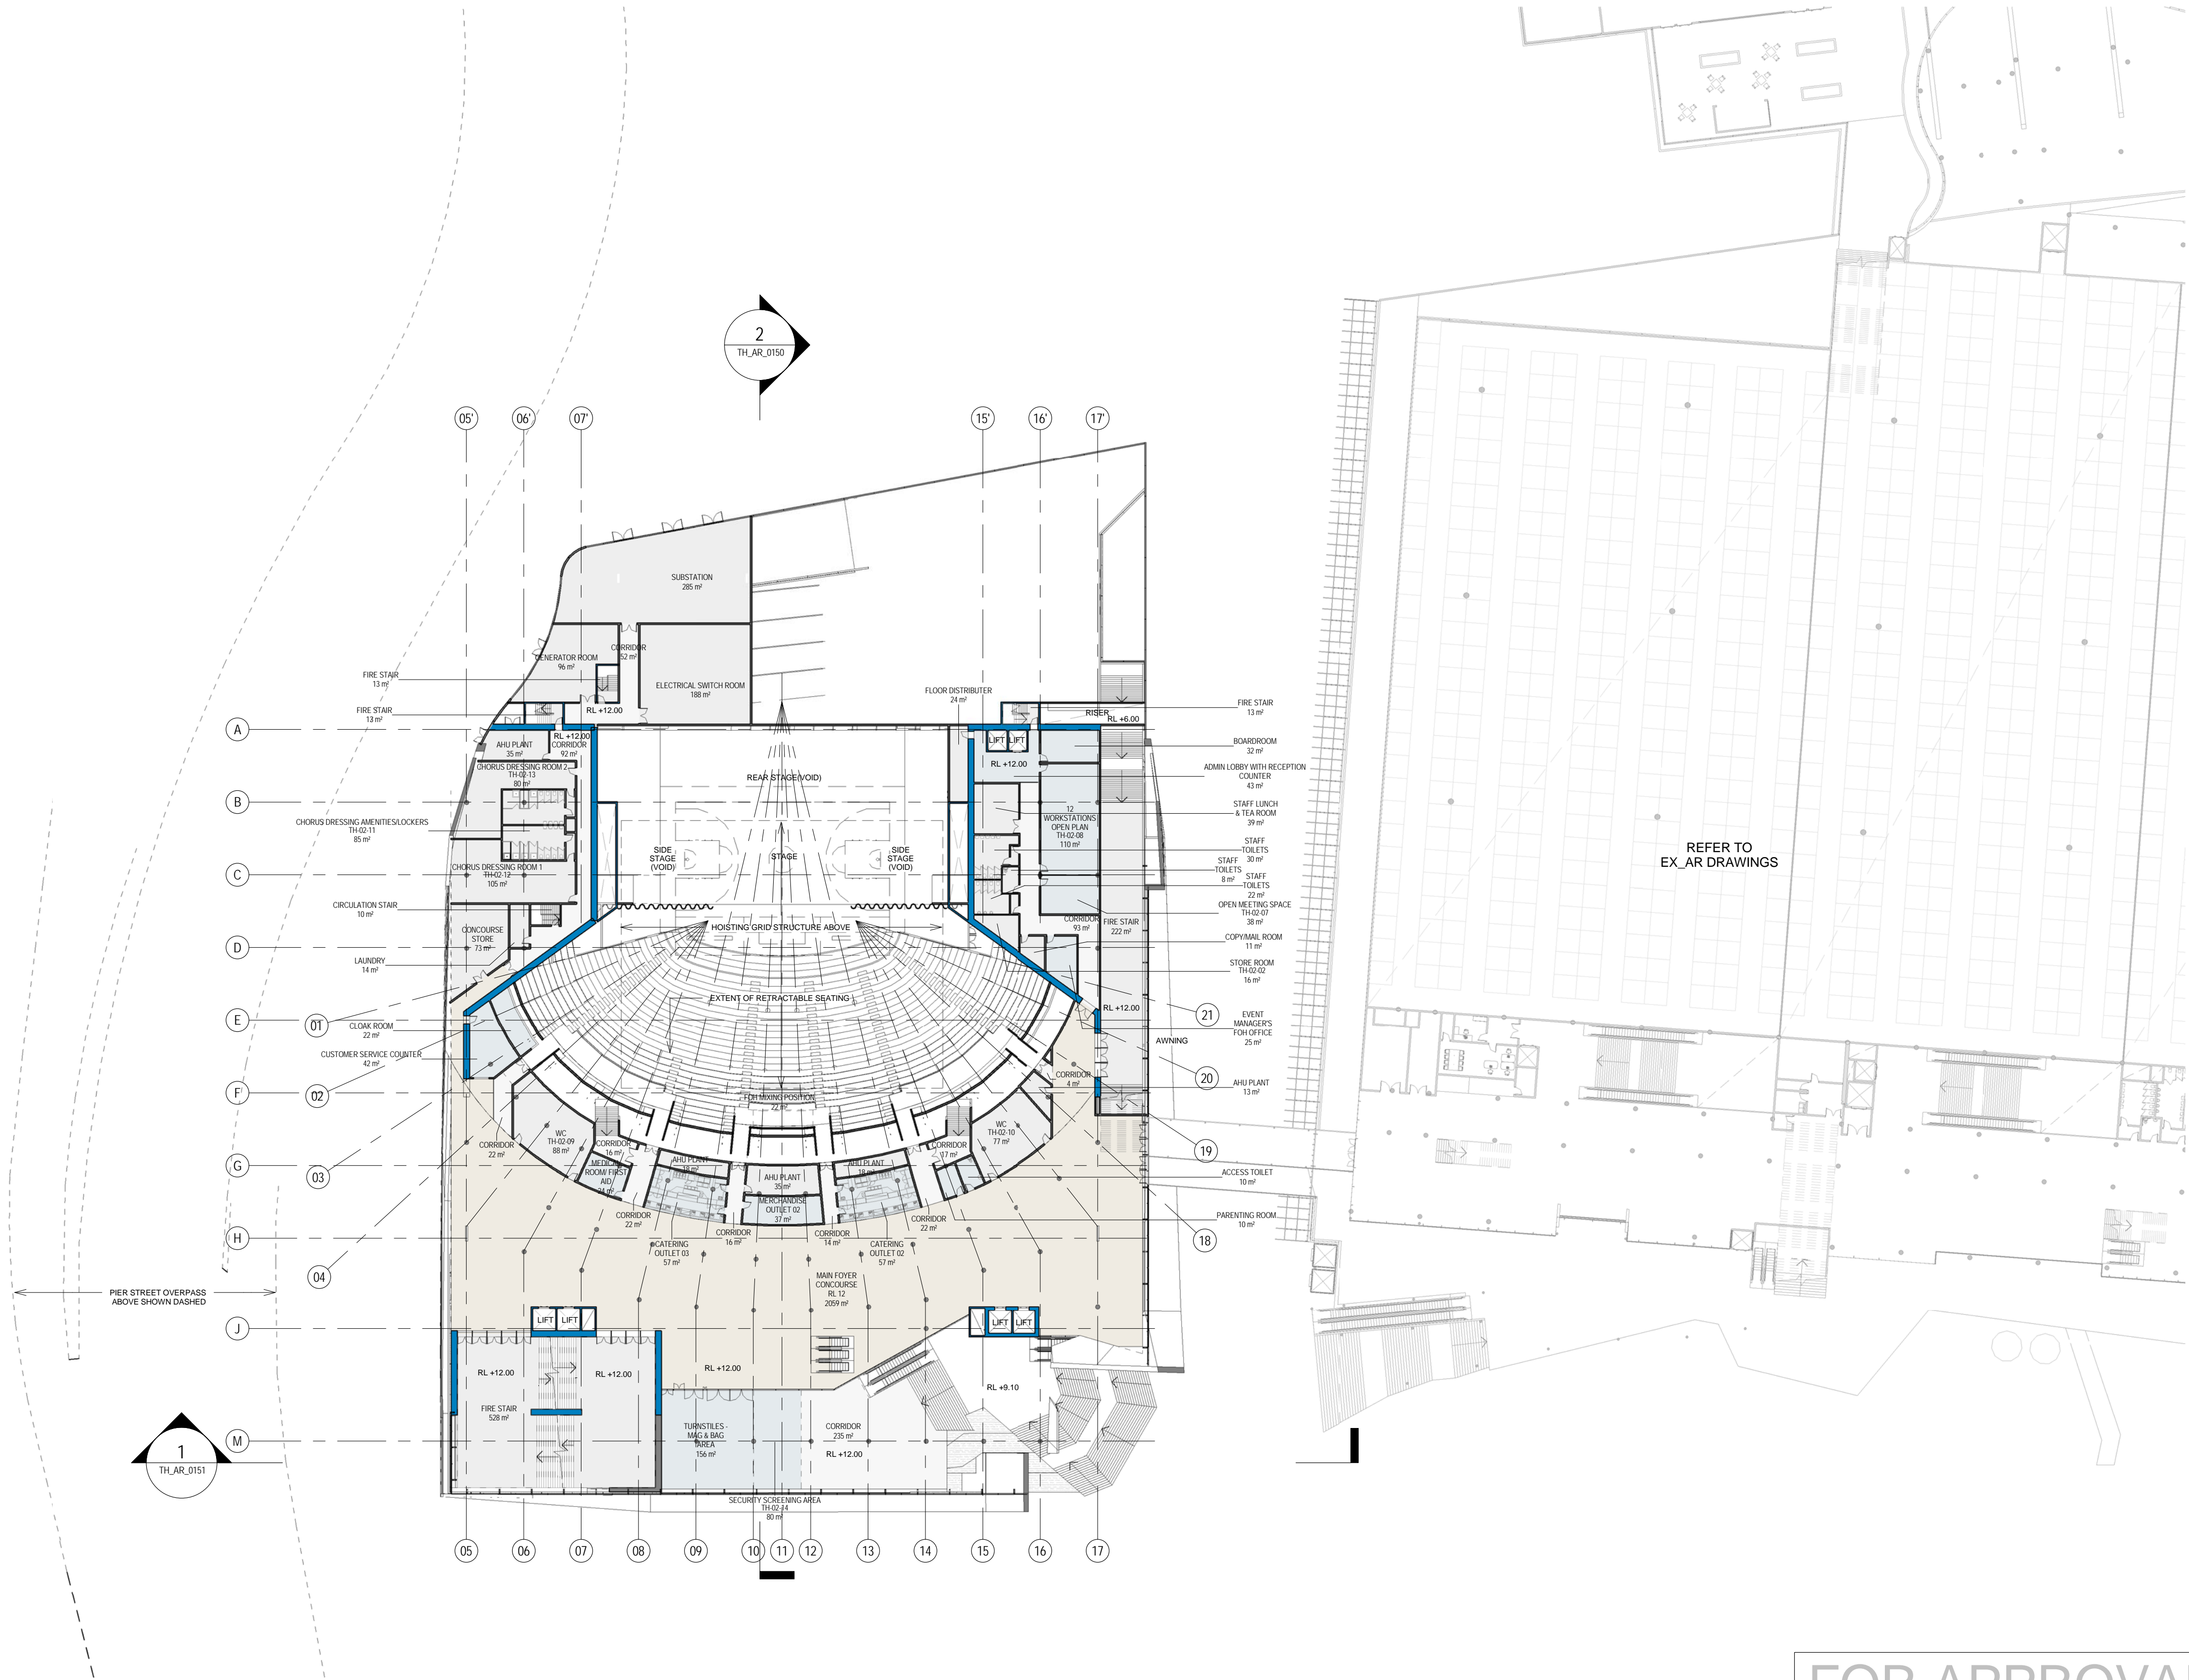 2
TH_AR_0150
05'
06'
07'
15'
16'
17'
SUBSTATION
285 m²
GENERATOR ROOM
96 m²
CORRIDOR
52 m²
ELECTRICAL SWITCH ROOM
188 m²
FIRE STAIR
13 m²
FIRE STAIR
13 m²
RL +12.00
FLOOR DISTRIBUTER
24 m²
FIRE STAIR
13 m²
RISER
RL +6.00
A
RL +12.00
CORRIDOR
92 m²
AHU PLANT
35 m²
LIFT
LIFT
RL +12.00
BOARDROOM
32 m²
ADMIN LOBBY WITH RECEPTION
COUNTER
43 m²
CHORUS DRESSING ROOM 2
TH-02-13
80 m²
REAR STAGE(VOID)
B
STAFF LUNCH
& TEA ROOM
39 m²
12
WORKSTATIONS
OPEN PLAN
TH-02-08
110 m²
CHORUS DRESSING AMENITIES/LOCKERS
TH-02-11
85 m²
SIDE
STAGE
(VOID)
STAGE
SIDE
STAGE
(VOID)
STAFF
TOILETS
30 m²
STAFF
TOILETS
8 m²
STAFF
TOILETS
22 m²
CHORUS DRESSING ROOM 1
TH-02-12
105 m²
C
REFER TO
EX_AR DRAWINGS
OPEN MEETING SPACE
TH-02-07
38 m²
CIRCULATION STAIR
10 m²
CORRIDOR
93 m²
FIRE STAIR
222 m²
HOISTING GRID STRUCTURE ABOVE
CONCOURSE
STORE
73 m²
D
COPY/MAIL ROOM
11 m²
LAUNDRY
14 m²
STORE ROOM
TH-02-02
16 m²
EXTENT OF RETRACTABLE SEATING
RL +12.00
E
01
21
CLOAK ROOM
22 m²
EVENT
MANAGER'S
FOH OFFICE
25 m²
AWNING
CUSTOMER SERVICE COUNTER
42 m²
CORRIDOR
4 m²
20
AHU PLANT
13 m²
F
02
FOH MIXING POSITION
22 m²
CORRIDOR
22 m²
WC
TH-02-09
88 m²
CORRIDOR
16 m²
CORRIDOR
17 m²
WC
TH-02-10
77 m²
19
G
03
MEDICAL
ROOM/ FIRST
AID
24 m²
AHU PLANT
18 m²
AHU PLANT
35 m²
AHU PLANT
18 m²
ACCESS TOILET
10 m²
MERCHANDISE
OUTLET 02
37 m²
CORRIDOR
22 m²
CORRIDOR
16 m²
CORRIDOR
14 m²
CORRIDOR
22 m²
PARENTING ROOM
10 m²
H
18
CATERING
OUTLET 03
57 m²
CATERING
OUTLET 02
57 m²
04
MAIN FOYER
CONCOURSE
RL 12
2059 m²
PIER STREET OVERPASS
ABOVE SHOWN DASHED
J
LIFT
LIFT
LIFT
LIFT
RL +12.00
RL +12.00
RL +12.00
RL +9.10
FIRE STAIR
528 m²
TURNSTILES -
MAG & BAG
AREA
156 m²
CORRIDOR
235 m²
RL +12.00
M
1
TH_AR_0151
SECURITY SCREENING AREA
TH-02-14
80 m²
05
06
07
08
09
10
11
12
13
14
15
16
17
FOR APPROVAL